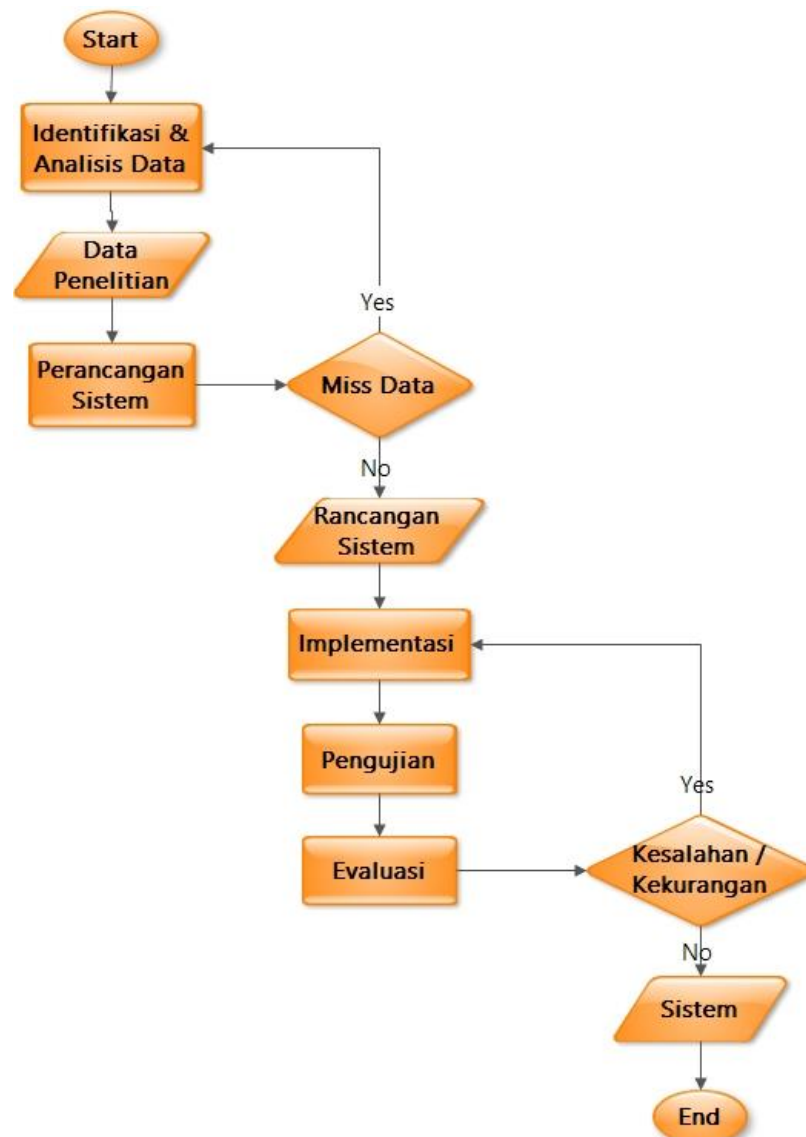 Start
Identifikasi &
Analisis Data
Data
Penelitian
Perancangan
Sistem
Yes
Miss Data
No
Rancangan
Sistem
Implementasi
Pengujian
Evaluasi
Yes
Kesalahan /
Kekurangan
No
Sistem
End